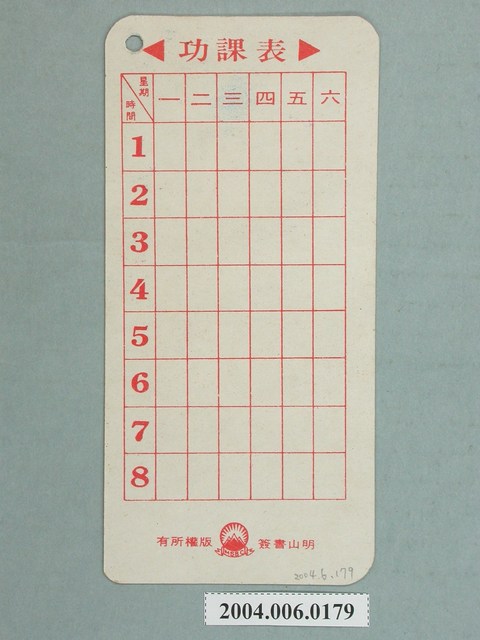 ◀ 功課表 ▶
星期
時間
一 二 三 四 五 六
1
2
3
4
5
6
7
8
明山書簽 版權所有
2004.6.179
2004.006.0179